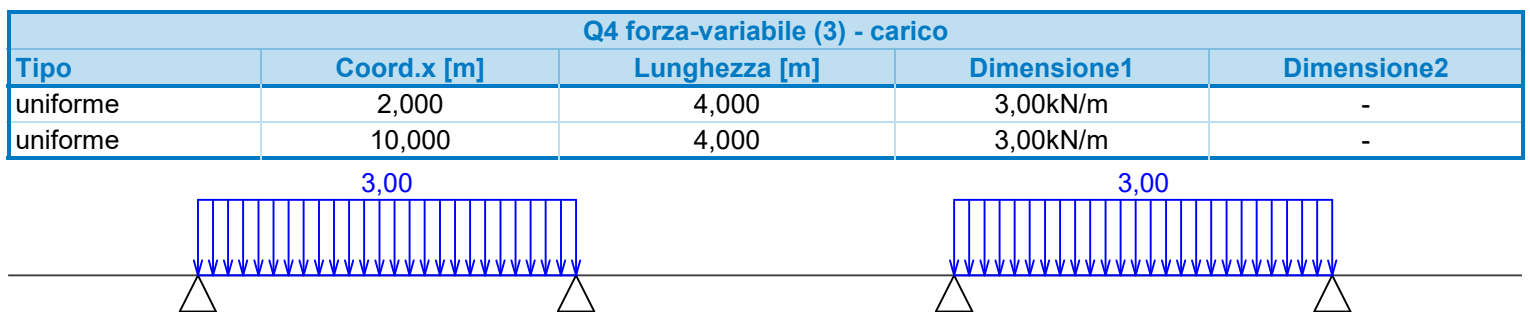 Q4 forza-variabile (3) - carico
Tipo Coord.x [m] Lunghezza [m] Dimensione1 Dimensione2
uniforme 2,000 4,000 3,00kN/m -
uniforme 10,000 4,000 3,00kN/m -
3,00 3,00